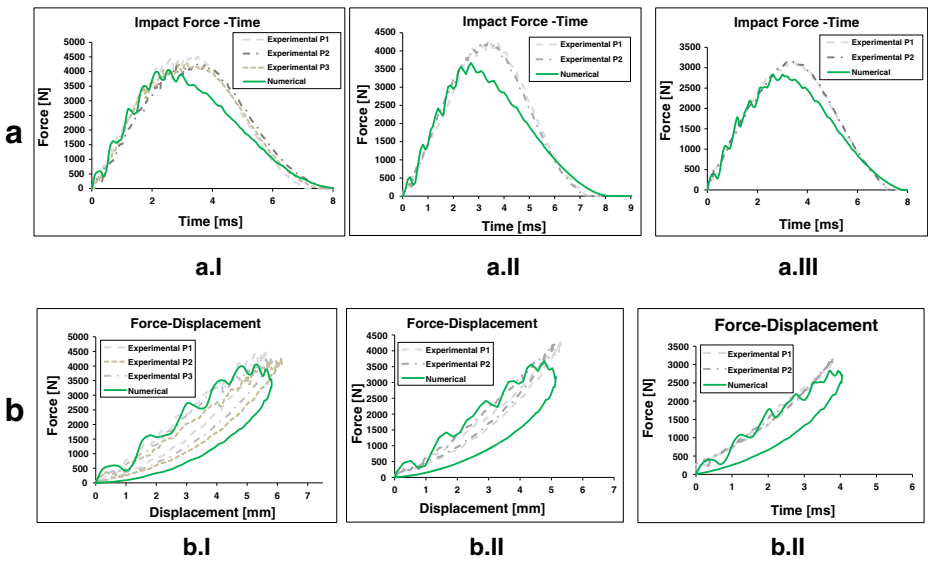 a
Impact Force -Time
Force [N]
5000
4500
4000
3500
3000
2500
2000
1500
1000
500
0
0 2 4 6 8
Time [ms]
Experimental P1
Experimental P2
Experimental P3
Numerical
a.I
Impact Force -Time
Force [N]
4500
4000
3500
3000
2500
2000
1500
1000
500
0
0 1 2 3 4 5 6 7 8 9
Time [ms]
Experimental P1
Experimental P2
Numerical
a.II
Impact Force -Time
Force [N]
3500
3000
2500
2000
1500
1000
500
0
0 2 4 6 8
Time [ms]
Experimental P1
Experimental P2
Numerical
a.III
b
Force-Displacement
Force [N]
5000
4500
4000
3500
3000
2500
2000
1500
1000
500
0
0 1 2 3 4 5 6 7
Displacement [mm]
Experimental P1
Experimental P2
Experimental P3
Numerical
b.I
Force-Displacement
Force [N]
4500
4000
3500
3000
2500
2000
1500
1000
500
0
0 1 2 3 4 5 6 7
Displacement [mm]
Experimental P1
Experimental P2
Numerical
b.II
Force-Displacement
Force [N]
3500
3000
2500
2000
1500
1000
500
0
0 1 2 3 4 5 6
Time [ms]
Experimental P1
Experimental P2
Numerical
b.II